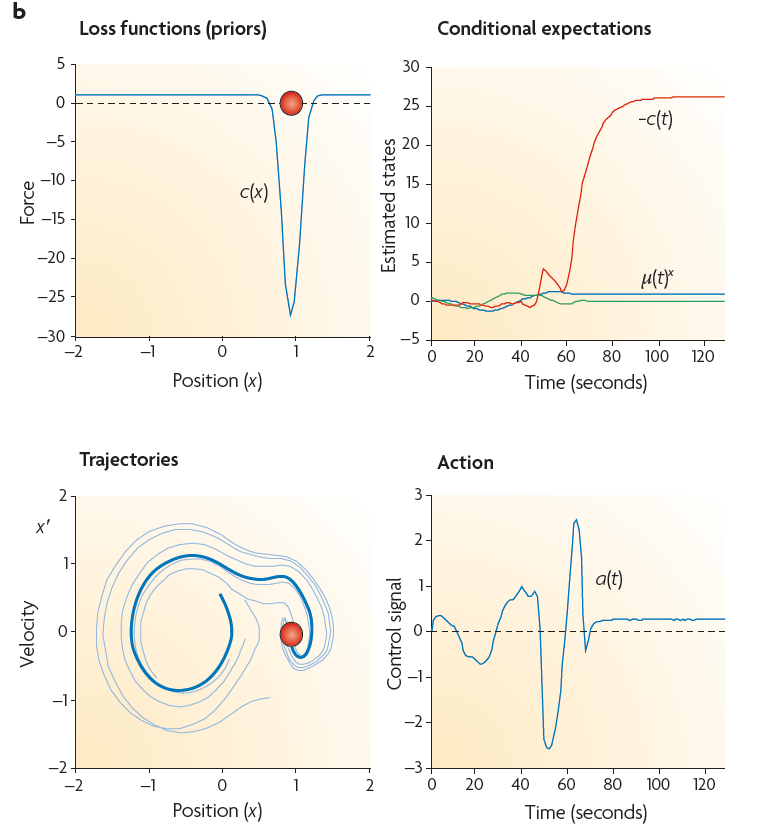 b
Loss functions (priors)
5
0
–5
–10
–15
–20
–25
–30
Force
c(x)
–2
–1
0
1
2
Position (x)
Conditional expectations
30
25
20
15
10
5
0
–5
Estimated states
–c(t)
μ(t)ˣ
0
20
40
60
80
100
120
Time (seconds)
Trajectories
2
1
0
–1
–2
x′
Velocity
–2
–1
0
1
2
Position (x)
Action
3
2
1
0
–1
–2
–3
Control signal
a(t)
0
20
40
60
80
100
120
Time (seconds)